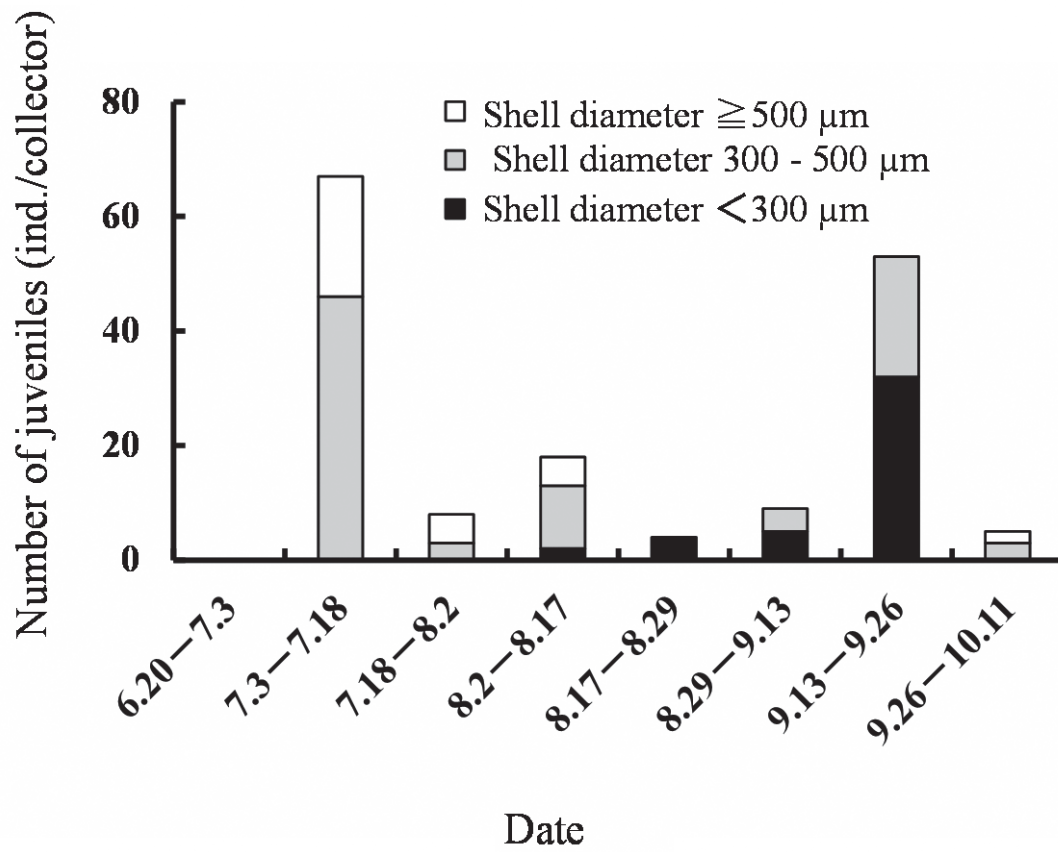 Number of juveniles (ind./collector)
80
60
40
20
0
Shell diameter ≧500 µm
Shell diameter 300 - 500 µm
Shell diameter <300 µm
6.20−7.3
7.3−7.18
7.18−8.2
8.2−8.17
8.17−8.29
8.29−9.13
9.13−9.26
9.26−10.11
Date